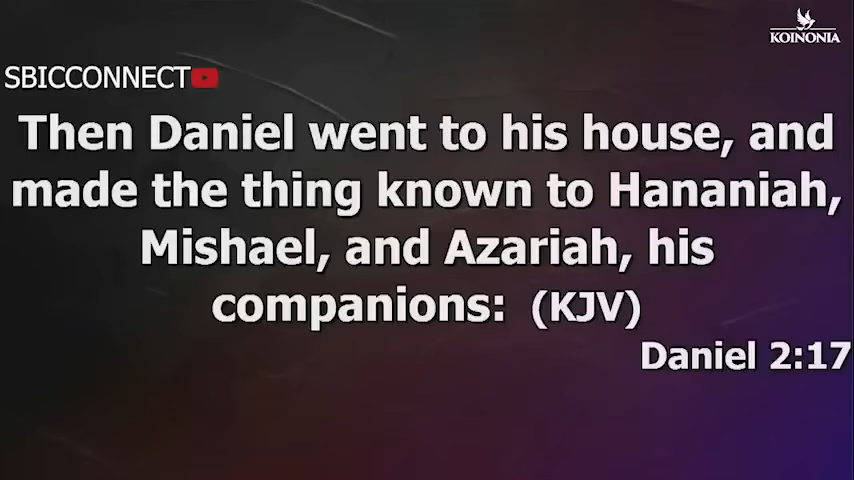 KOINONIA
SBICCONNECT
Then Daniel went to his house, and
made the thing known to Hananiah,
Mishael, and Azariah, his
companions: (KJV)
Daniel 2:17